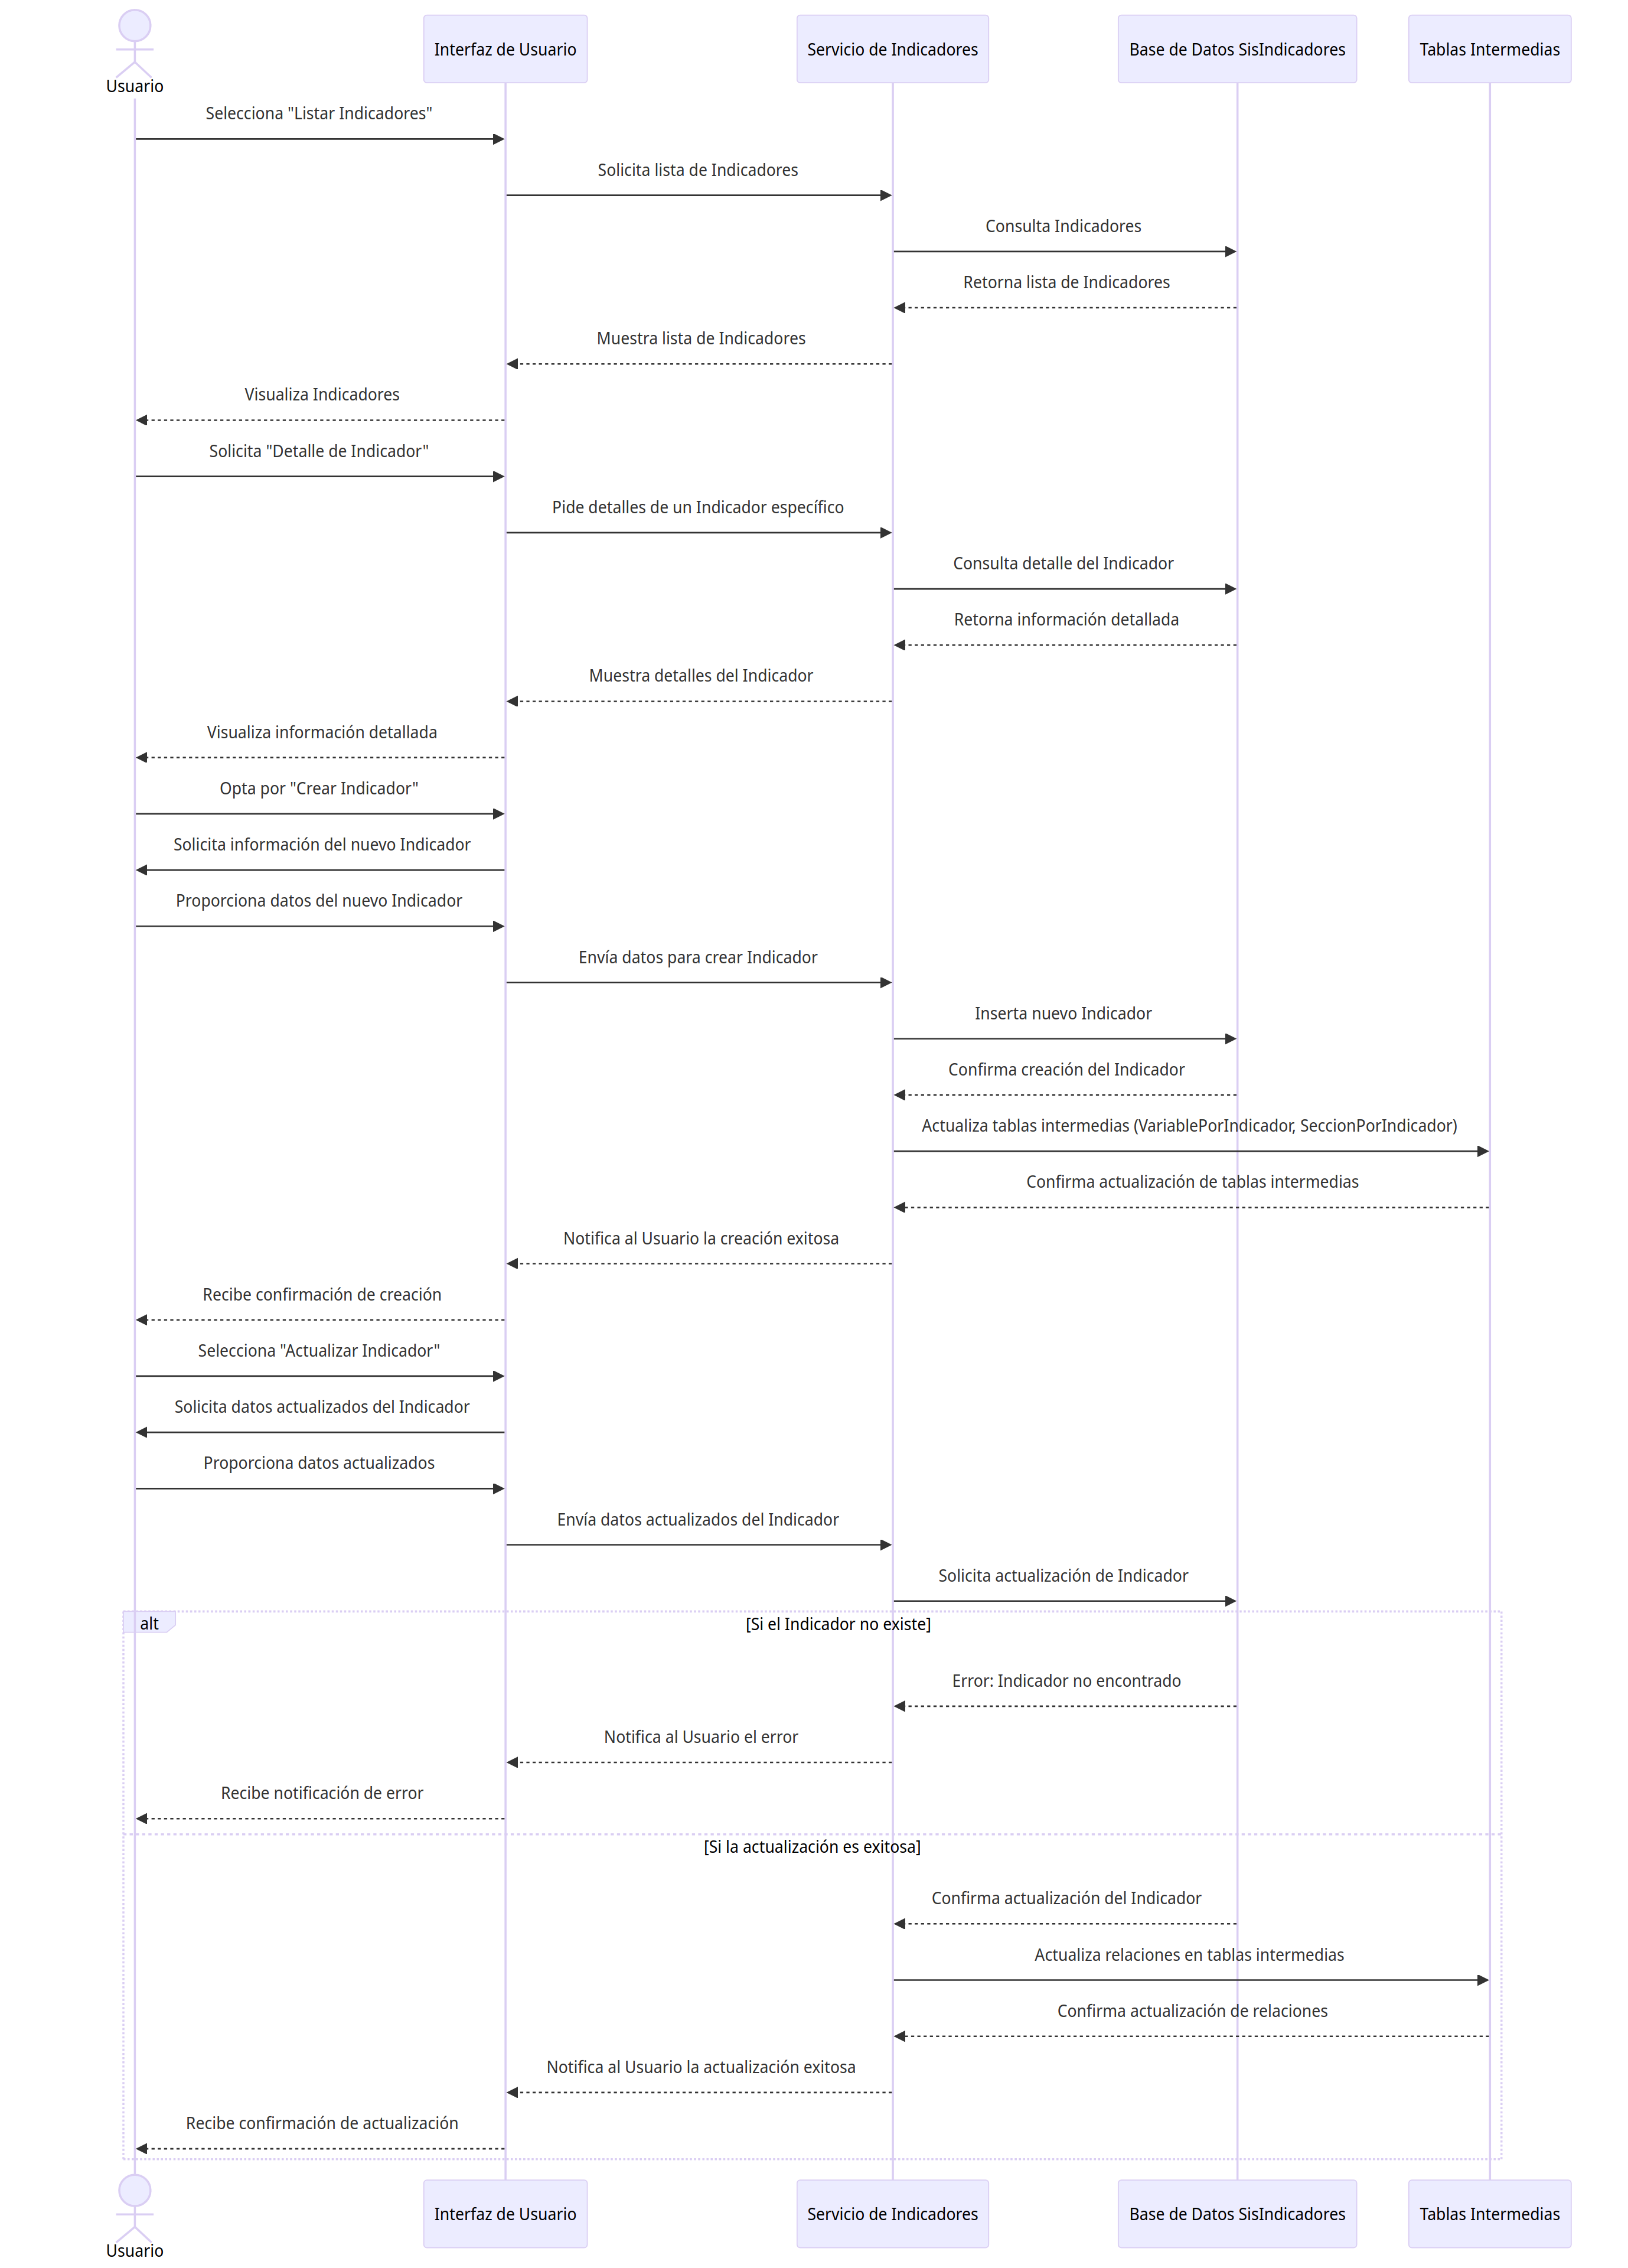 Usuario
Interfaz de Usuario
Servicio de Indicadores
Base de Datos SisIndicadores
Tablas Intermedias
Selecciona "Listar Indicadores"
Solicita lista de Indicadores
Consulta Indicadores
Retorna lista de Indicadores
Muestra lista de Indicadores
Visualiza Indicadores
Solicita "Detalle de Indicador"
Pide detalles de un Indicador específico
Consulta detalle del Indicador
Retorna información detallada
Muestra detalles del Indicador
Visualiza información detallada
Opta por "Crear Indicador"
Solicita información del nuevo Indicador
Proporciona datos del nuevo Indicador
Envía datos para crear Indicador
Inserta nuevo Indicador
Confirma creación del Indicador
Actualiza tablas intermedias (VariablePorIndicador, SeccionPorIndicador)
Confirma actualización de tablas intermedias
Notifica al Usuario la creación exitosa
Recibe confirmación de creación
Selecciona "Actualizar Indicador"
Solicita datos actualizados del Indicador
Proporciona datos actualizados
Envía datos actualizados del Indicador
Solicita actualización de Indicador
alt
[Si el Indicador no existe]
Error: Indicador no encontrado
Notifica al Usuario el error
Recibe notificación de error
[Si la actualización es exitosa]
Confirma actualización del Indicador
Actualiza relaciones en tablas intermedias
Confirma actualización de relaciones
Notifica al Usuario la actualización exitosa
Recibe confirmación de actualización
Usuario
Interfaz de Usuario
Servicio de Indicadores
Base de Datos SisIndicadores
Tablas Intermedias